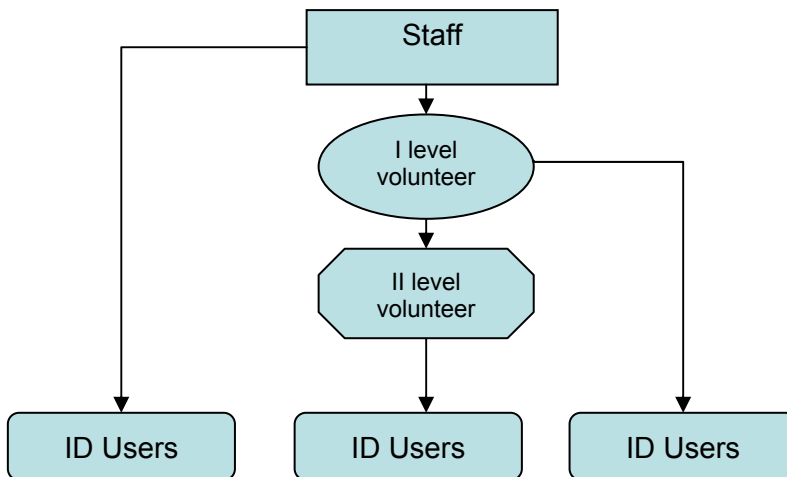 Staff
I level
volunteer
II level
volunteer
ID Users
ID Users
ID Users